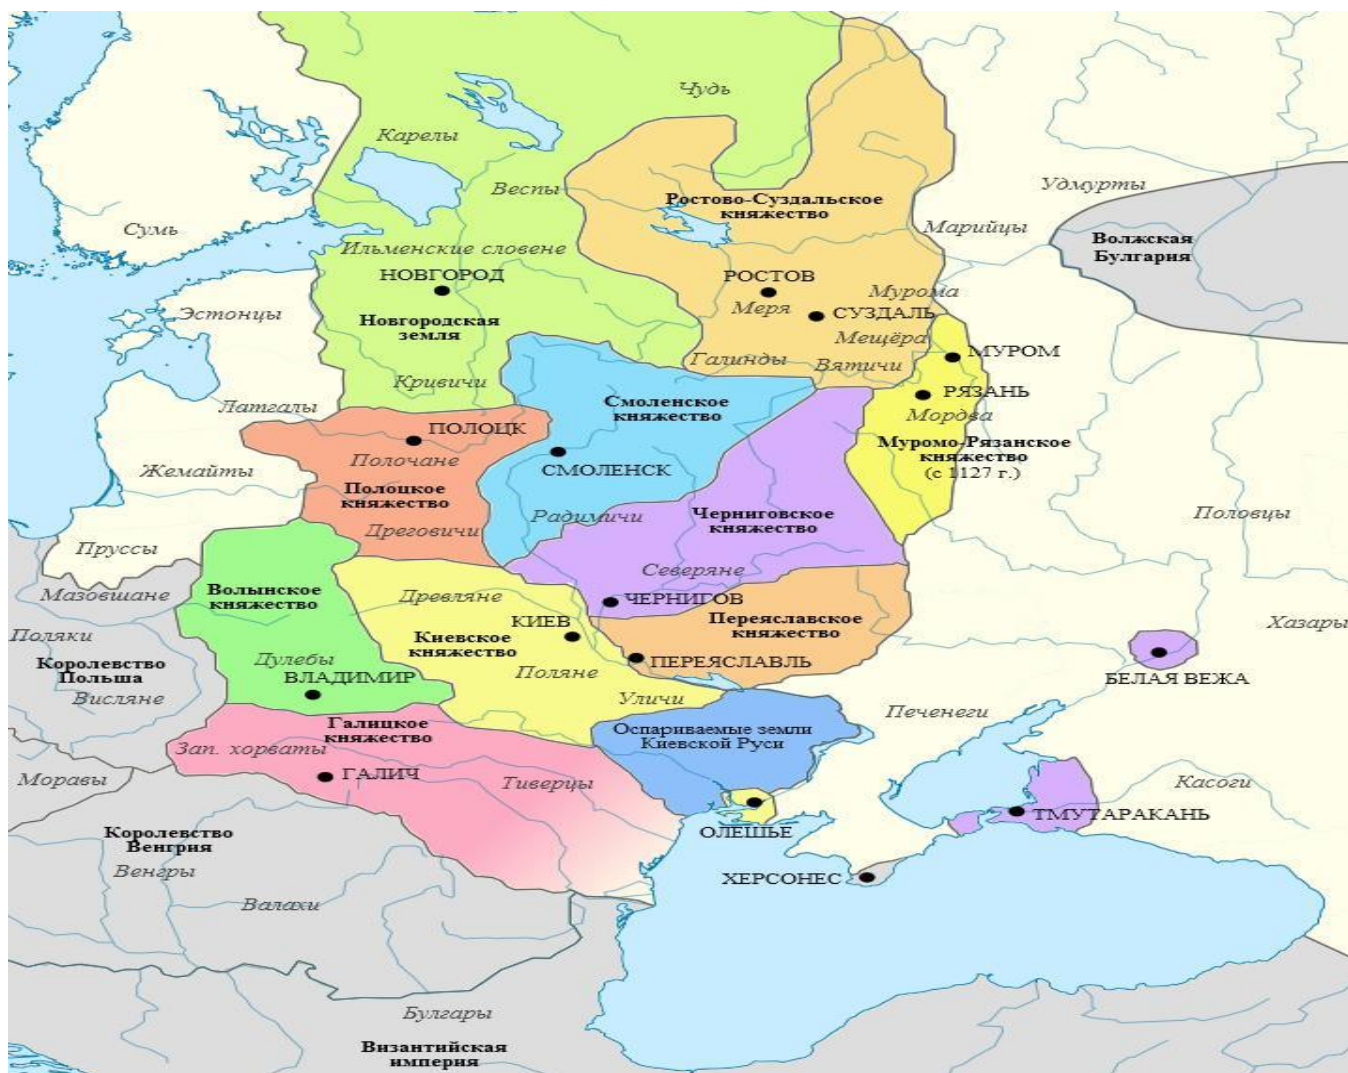 Чудь
Карелы
Веспы
Удмурты
Ростово-Суздальское
княжество
Сумь
Марийцы
Волжская
Булгария
Ильменские словене
НОВГОРОД
РОСТОВ
Мурома
Меря
СУЗДАЛЬ
Эстонцы
Новгородская
земля
Мещёра
Галинды
Вятичи
МУРОМ
Кривичи
РЯЗАНЬ
Латгалы
Смоленское
княжество
Мордва
ПОЛОЦК
Полочане
СМОЛЕНСК
Муромо-Рязанское
княжество
(с 1127 г.)
Жемайты
Полоцкое
княжество
Радимичи
Черниговское
княжество
Половцы
Дреговичи
Пруссы
Северяне
Мазовшане
Волынское
княжество
Древляне
ЧЕРНИГОВ
КИЕВ
Переяславское
княжество
Хазары
Поляки
Киевское
княжество
Королевство
Польша
Дулебы
Поляне
ПЕРЕЯСЛАВЛЬ
БЕЛАЯ ВЕЖА
ВЛАДИМИР
Висляне
Уличи
Печенеги
Галицкое
княжество
Оспариваемые земли
Киевской Руси
Зап. хорваты
Моравы
ГАЛИЧ
Тиверцы
Касоги
ТМУТАРАКАНЬ
Королевство
Венгрия
ОЛЕШЬЕ
Венгры
ХЕРСОНЕС
Валахи
Булгары
Византийская
империя